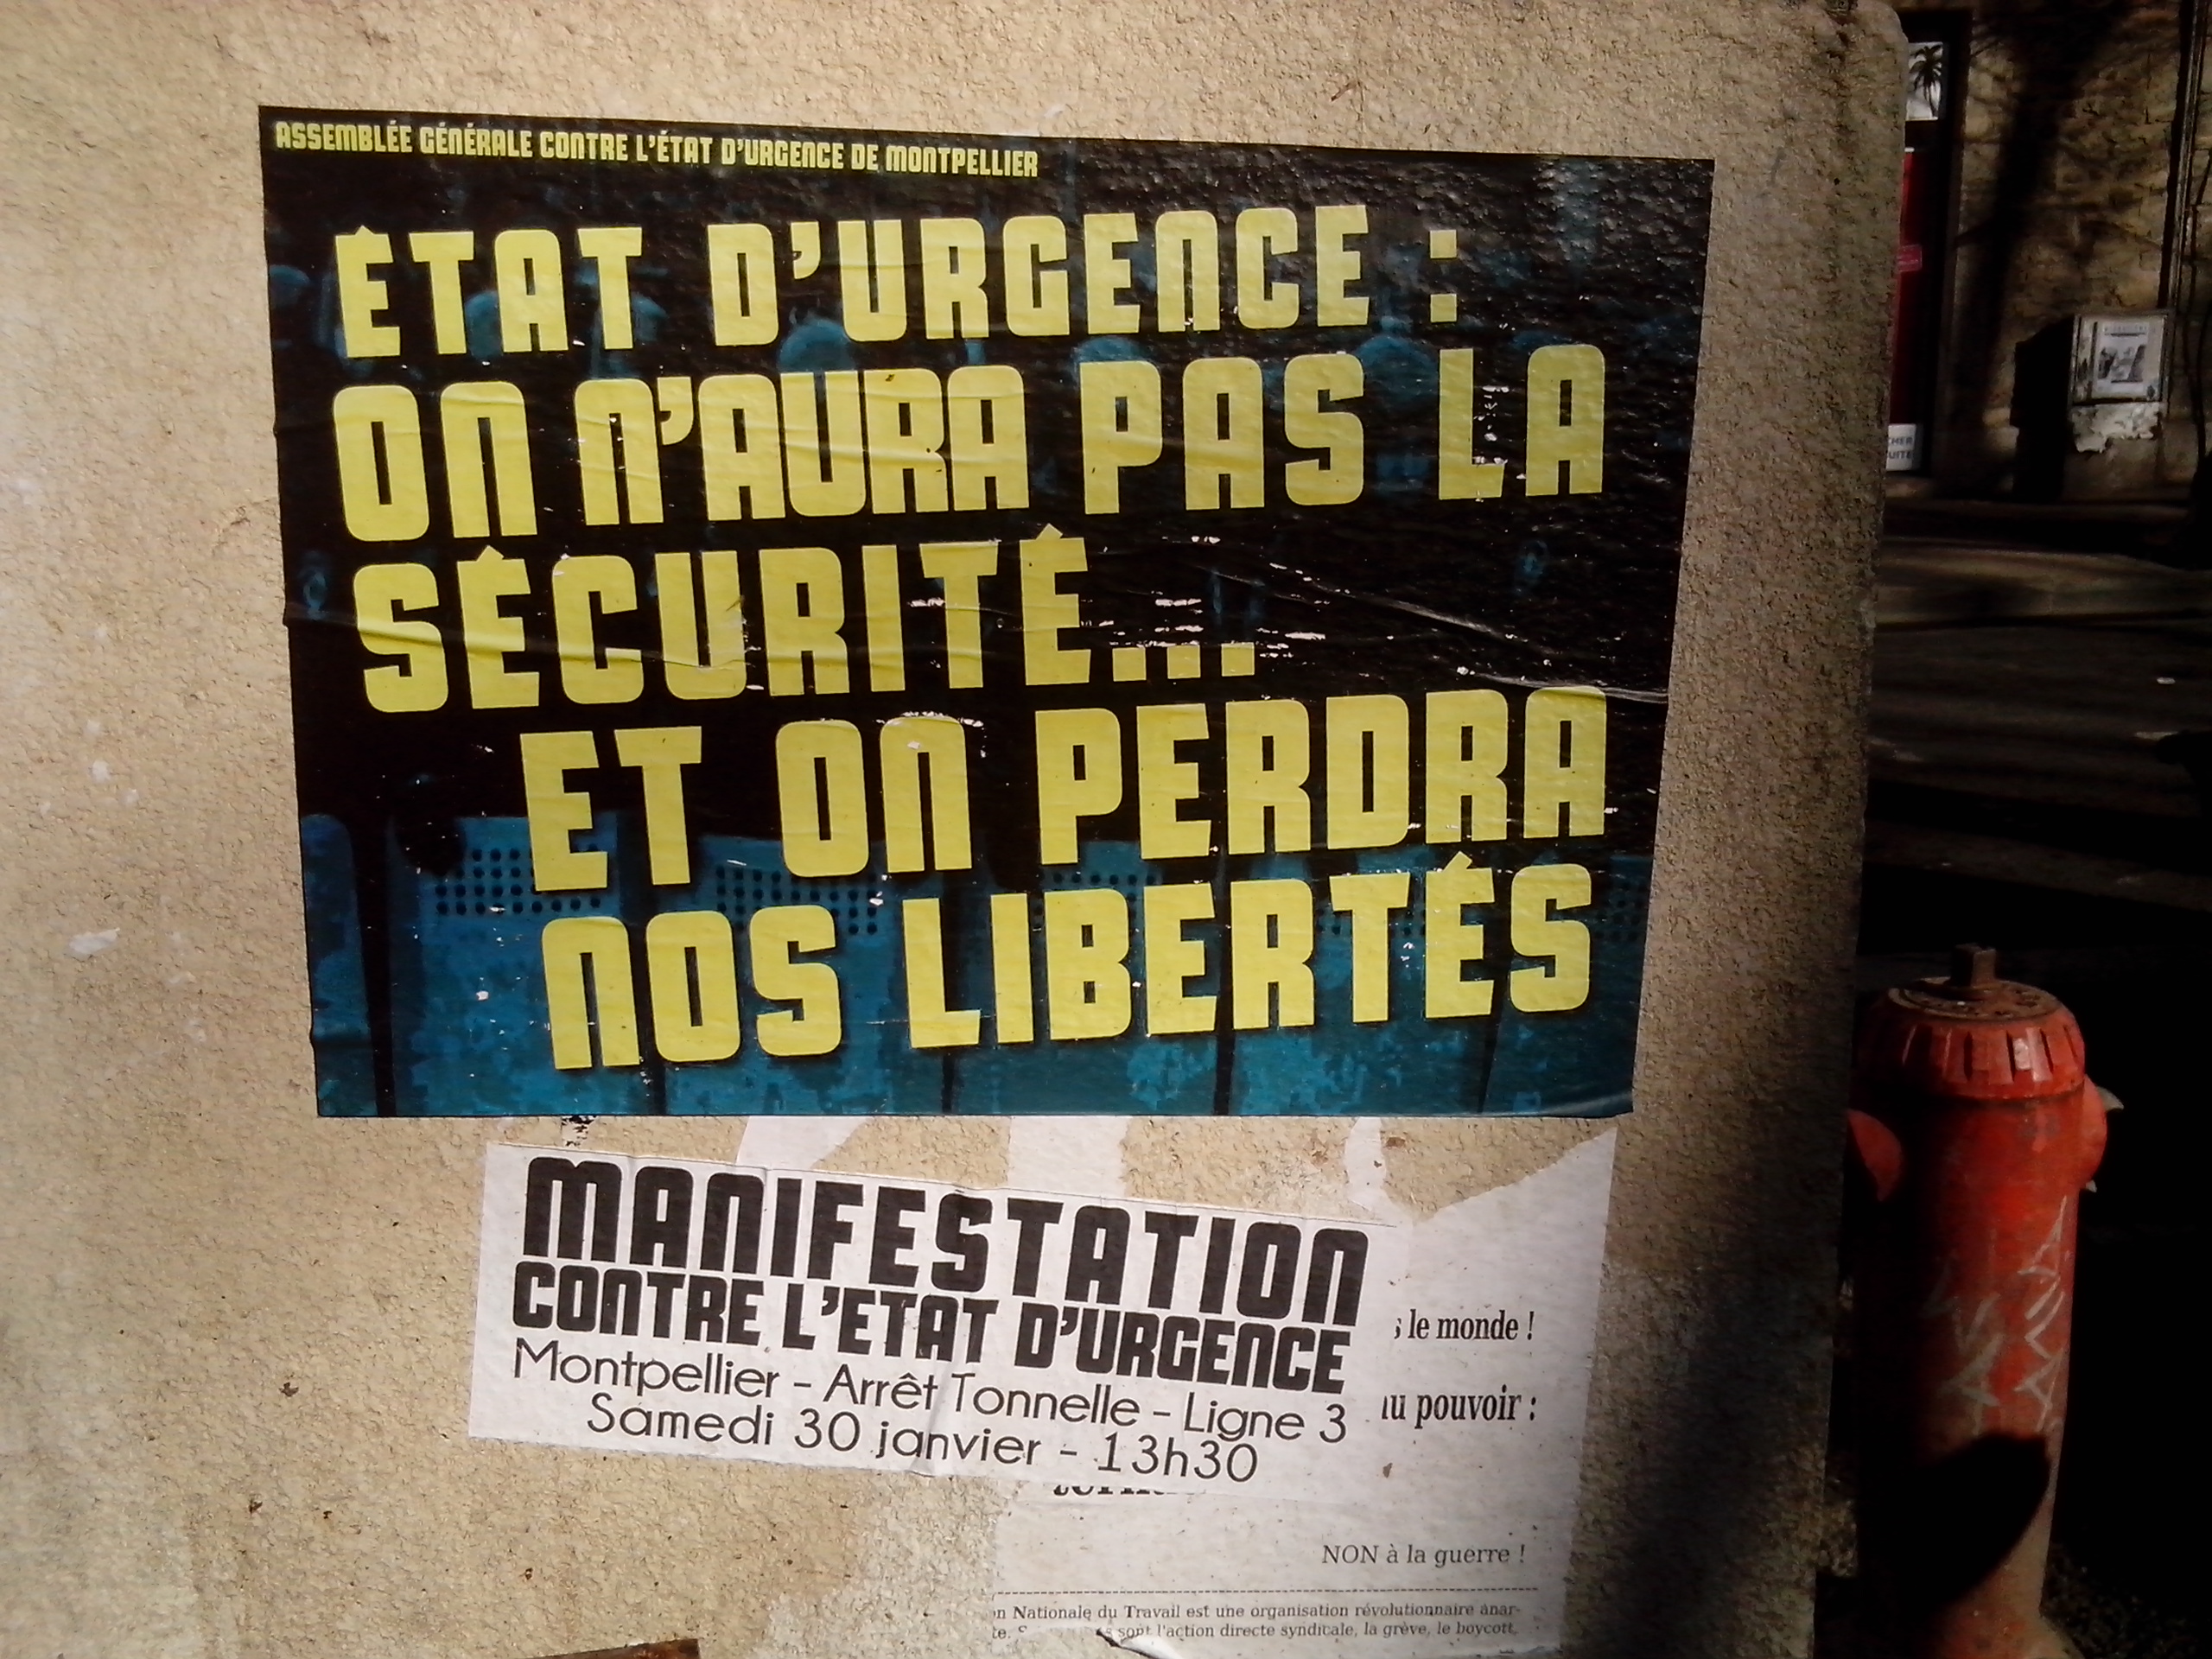 ASSEMBLÉE GÉNÉRALE CONTRE L'ÉTAT D'URGENCE DE MONTPELLIER
ÉTAT D'URGENCE :
ON N'AURA PAS LA
SÉCURITÉ...
ET ON PERDRA
NOS LIBERTÉS
MANIFESTATION
CONTRE L'ETAT D'URGENCE
Montpellier - Arrêt Tonnelle - Ligne 3
Samedi 30 janvier - 13h30
le monde !
pouvoir :
NON à la guerre !
Nationale du Travail est une organisation révolutionnaire anar-
sont l'action directe syndicale, la grève, le boycott,